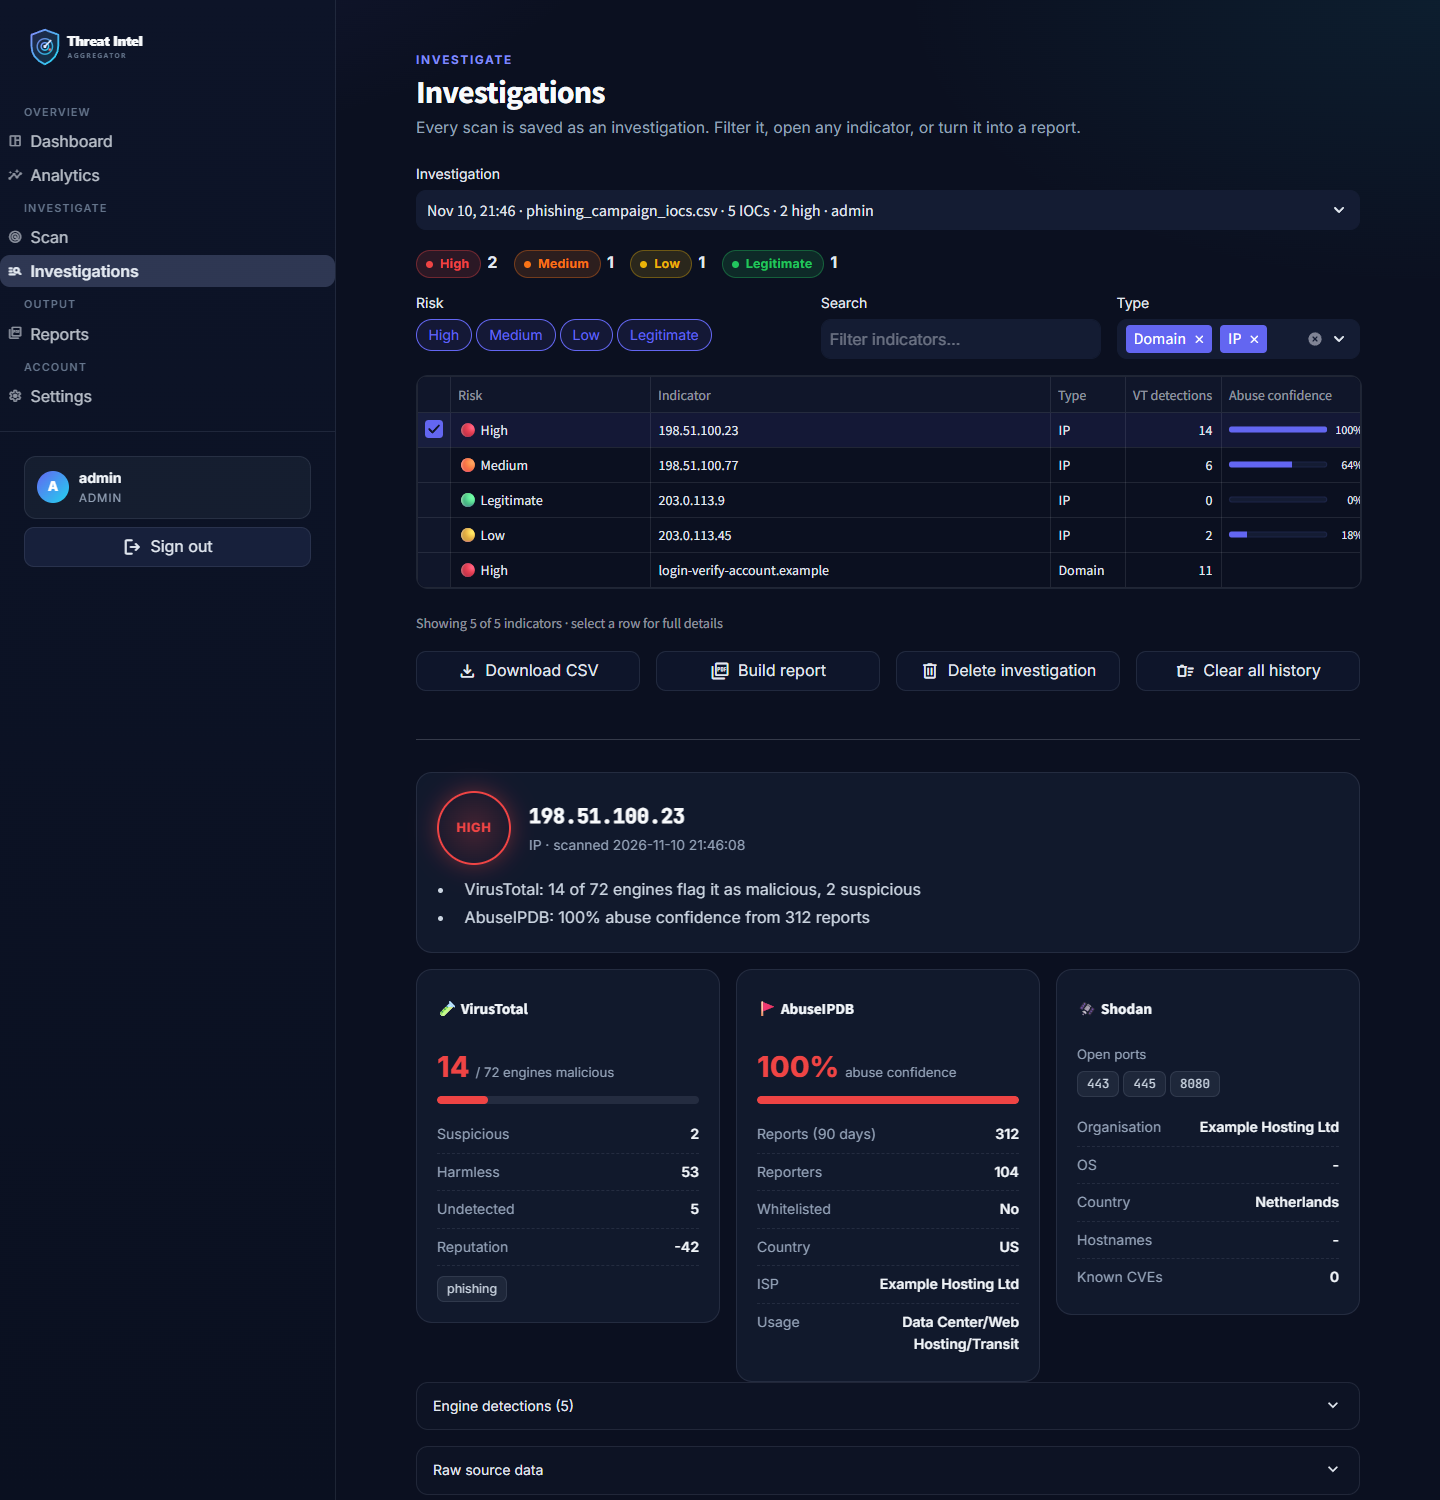 Threat Intel
AGGREGATOR
OVERVIEW
Dashboard
Analytics
INVESTIGATE
Scan
Investigations
OUTPUT
Reports
ACCOUNT
Settings
A
admin
ADMIN
Sign out
INVESTIGATE
Investigations
Every scan is saved as an investigation. Filter it, open any indicator, or turn it into a report.
Investigation
Nov 10, 21:46 · phishing_campaign_iocs.csv · 5 IOCs · 2 high · admin
High 2 Medium 1 Low 1 Legitimate 1
Risk Search Type
High Medium Low Legitimate Filter indicators... Domain IP
Risk Indicator Type VT detections Abuse confidence
High 198.51.100.23 IP 14 100%
Medium 198.51.100.77 IP 6 64%
Legitimate 203.0.113.9 IP 0 0%
Low 203.0.113.45 IP 2 18%
High login-verify-account.example Domain 11
Showing 5 of 5 indicators · select a row for full details
Download CSV Build report Delete investigation Clear all history
HIGH
198.51.100.23
IP · scanned 2026-11-10 21:46:08
• VirusTotal: 14 of 72 engines flag it as malicious, 2 suspicious
• AbuseIPDB: 100% abuse confidence from 312 reports
VirusTotal
14 / 72 engines malicious
Suspicious 2
Harmless 53
Undetected 5
Reputation -42
phishing
AbuseIPDB
100% abuse confidence
Reports (90 days) 312
Reporters 104
Whitelisted No
Country US
ISP Example Hosting Ltd
Usage Data Center/Web
Hosting/Transit
Shodan
Open ports
443 445 8080
Organisation Example Hosting Ltd
OS -
Country Netherlands
Hostnames -
Known CVEs 0
Engine detections (5)
Raw source data